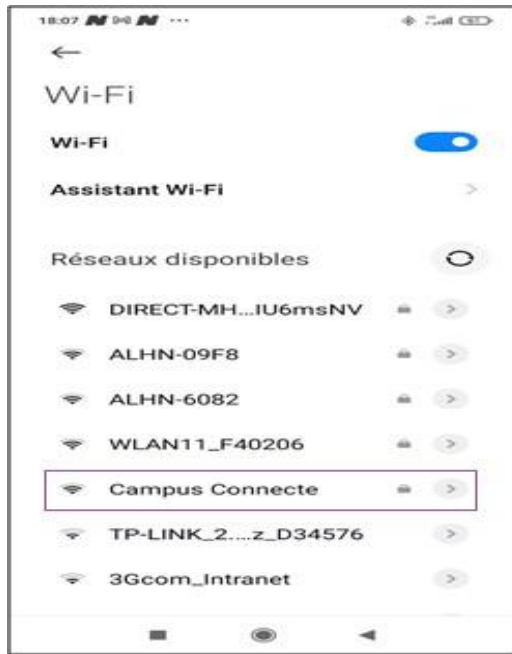 18:07
Wi-Fi
Wi-Fi
Assistant Wi-Fi
Réseaux disponibles
DIRECT-MH...IU6msNV
ALHN-09F8
ALHN-6082
WLAN11_F40206
Campus Connecte
TP-LINK_2....z_D34576
3Gcom_Intranet